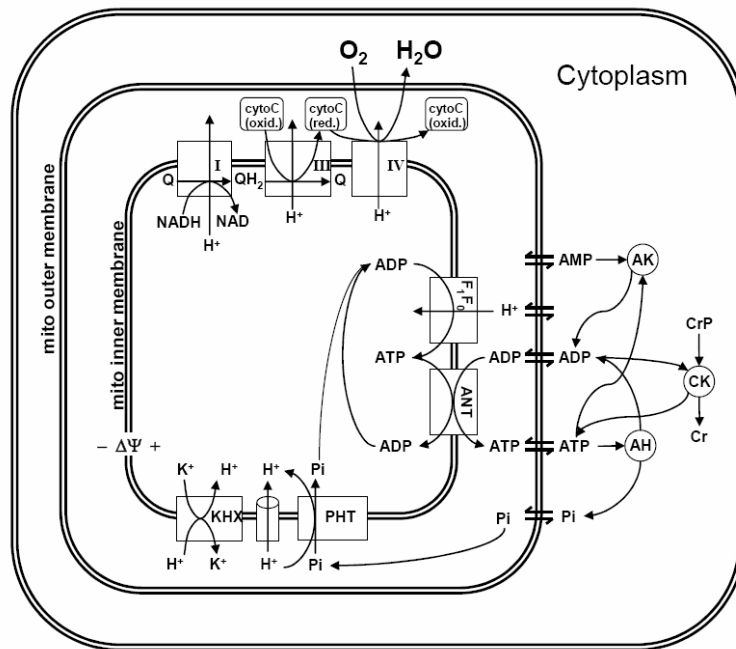 O2 H2O
Cytoplasm
cytoC
(oxid.)
cytoC
(red.)
cytoC
(oxid.)
I
III
IV
Q
QH2
Q
NADH
NAD
H+
H+
H+
mito outer membrane
mito inner membrane
ADP
F1F0
H+
ATP
ADP
ANT
ADP
ATP
AMP
AK
CrP
ADP
CK
Cr
ATP
AH
Pi
Pi
− ΔΨ +
K+
H+
H+
Pi
KHX
PHT
H+
K+
H+
Pi